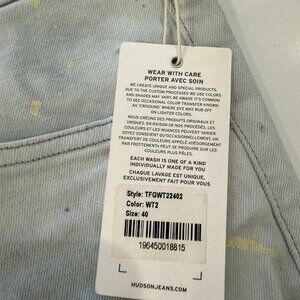 WEAR WITH CARE
PORTER AVEC SOIN
WE CREATE UNIQUE AND SPECIAL PRODUCTS.
DUE TO THE CUSTOM PROCESSES WE USE COLORS
AND SHADES MAY VARY. BE AWARE IT'S COMMON
TO SEE OCCASIONAL COLOR TRANSFER KNOWN
AS 'CROCKING' WHERE DYE MAY RUB OFF
ON LIGHTER COLORS.
NOUS CRÉONS DES PRODUITS ORIGINAUX ET
UNIQUES. EN RAISON DE NOS PROCÉDÉS, LES
COULEURS ET LES NUANCES PEUVENT VARIER.
SOYEZ CONSCIENT QU'OCCASIONNELLEMENT UN
TRANSFERT DE COULEURS APPELÉ
PAR FROTTEMENTS PEUT SE PRODUIRE SUR DES
COULEURS PLUS PÂLES.
EACH WASH IS ONE OF A KIND
INDIVIDUALLY MADE FOR YOU
CHAQUE LAVAGE EST UNIQUE,
EXCLUSIVEMENT FAIT POUR VOUS
Style: TFGWT22402
Color: WT2
Size: 40
196450018815
HUDSONJEANS.COM